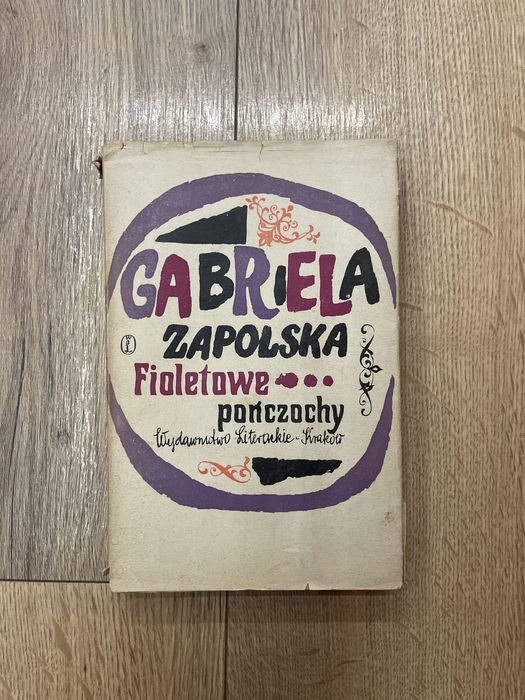 GABRiELA
ZAPOLSKA
Fioletowe...
pończochy
Wydawnictwo Literackie-Kraków